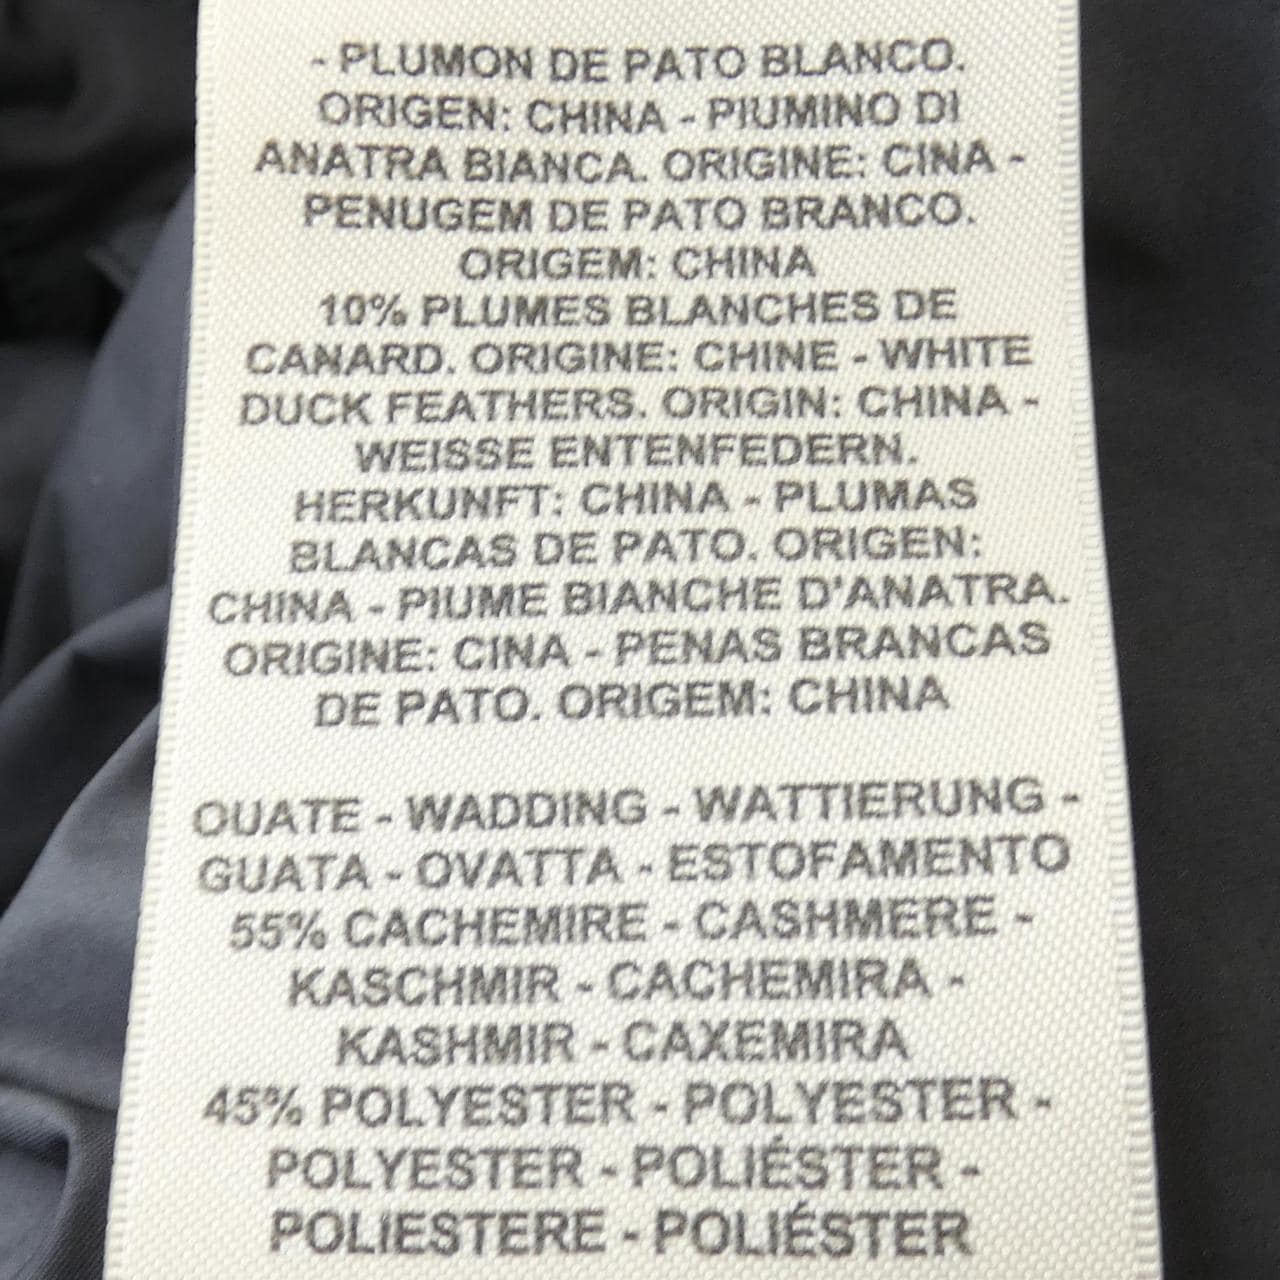 - PLUMON DE PATO BLANCO.
ORIGEN: CHINA - PIUMINO DI
ANATRA BIANCA. ORIGINE: CINA -
PENUGEM DE PATO BRANCO.
ORIGEM: CHINA
10% PLUMES BLANCHES DE
CANARD. ORIGINE: CHINE - WHITE
DUCK FEATHERS. ORIGIN: CHINA -
WEISSE ENTENFEDERN.
HERKUNFT: CHINA - PLUMAS
BLANCAS DE PATO. ORIGEN:
CHINA - PIUME BIANCHE D'ANATRA.
ORIGINE: CINA - PENAS BRANCAS
DE PATO. ORIGEM: CHINA
OUATE - WADDING - WATTIERUNG -
GUATA - OVATTA - ESTOFAMENTO
55% CACHEMIRE - CASHMERE -
KASCHMIR - CACHEMIRA -
KASHMIR - CAXEMIRA
45% POLYESTER - POLYESTER -
POLYESTER - POLIÉSTER -
POLIESTERE - POLIÉSTER